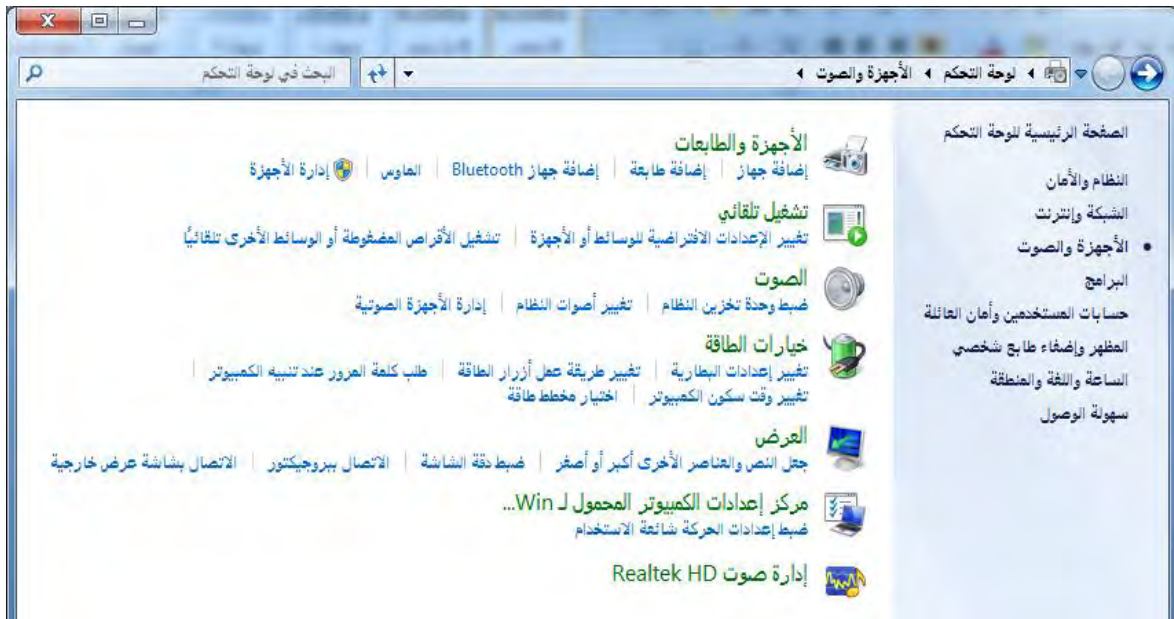 لوحة التحكم الأجهزة والصوت
البحث في لوحة التحكم
الصفحة الرئيسية للوحة التحكم
النظام والأمان
الشبكة وإنترنت
الأجهزة والصوت
البرامج
حسابات المستخدمين وأمان العائلة
المظهر وإضفاء طابع شخصي
الساعة واللغة والمنطقة
سهولة الوصول
الأجهزة والطابعات
إضافة جهاز | إضافة طابعة | إضافة جهاز Bluetooth | الماوس | إدارة الأجهزة
تشغيل تلقائي
تغيير الإعدادات الافتراضية للوسائط أو الأجهزة | تشغيل الأقراص المضغوطة أو الوسائط الأخرى تلقائيًا
الصوت
ضبط وحدة تخزين النظام | تغيير أصوات النظام | إدارة الأجهزة الصوتية
خيارات الطاقة
تغيير إعدادات البطارية | تغيير طريقة عمل أزرار الطاقة | طلب كلمة المرور عند تنبيه الكمبيوتر |
تغيير وقت سكون الكمبيوتر | اختيار مخطط طاقة
العرض
جعل النص والعناصر الأخرى أكبر أو أصغر | ضبط دقة الشاشة | الاتصال ببروجيكتور | الاتصال بشاشة عرض خارجية
مركز إعدادات الكمبيوتر المحمول لـ Win...
ضبط إعدادات الحركة شائعة الاستخدام
إدارة صوت Realtek HD